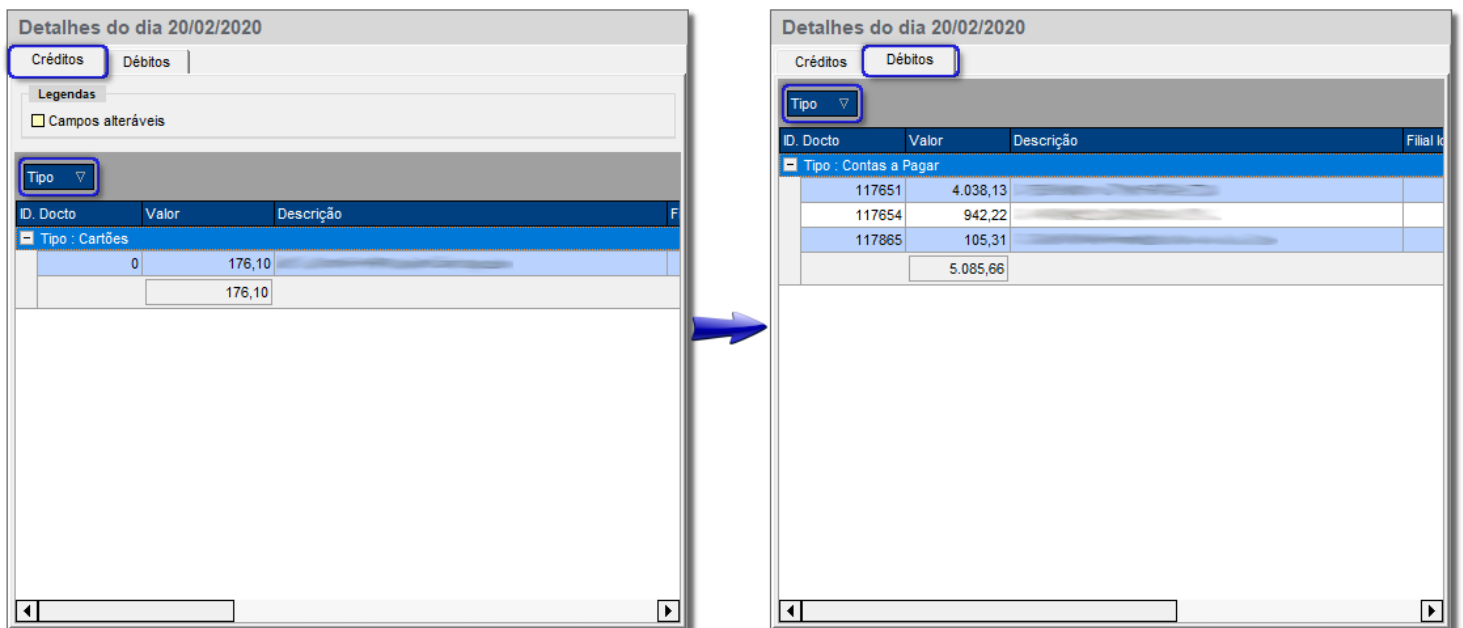 Detalhes do dia 20/02/2020
Créditos Débitos
Legendas
Campos alteráveis
Tipo
ID. Docto Valor Descrição F
Tipo : Cartões
0 176,10
176,10
Detalhes do dia 20/02/2020
Créditos Débitos
Tipo
ID. Docto Valor Descrição Filial
Tipo : Contas a Pagar
117651 4.038,13
117654 942,22
117865 105,31
5.085,66